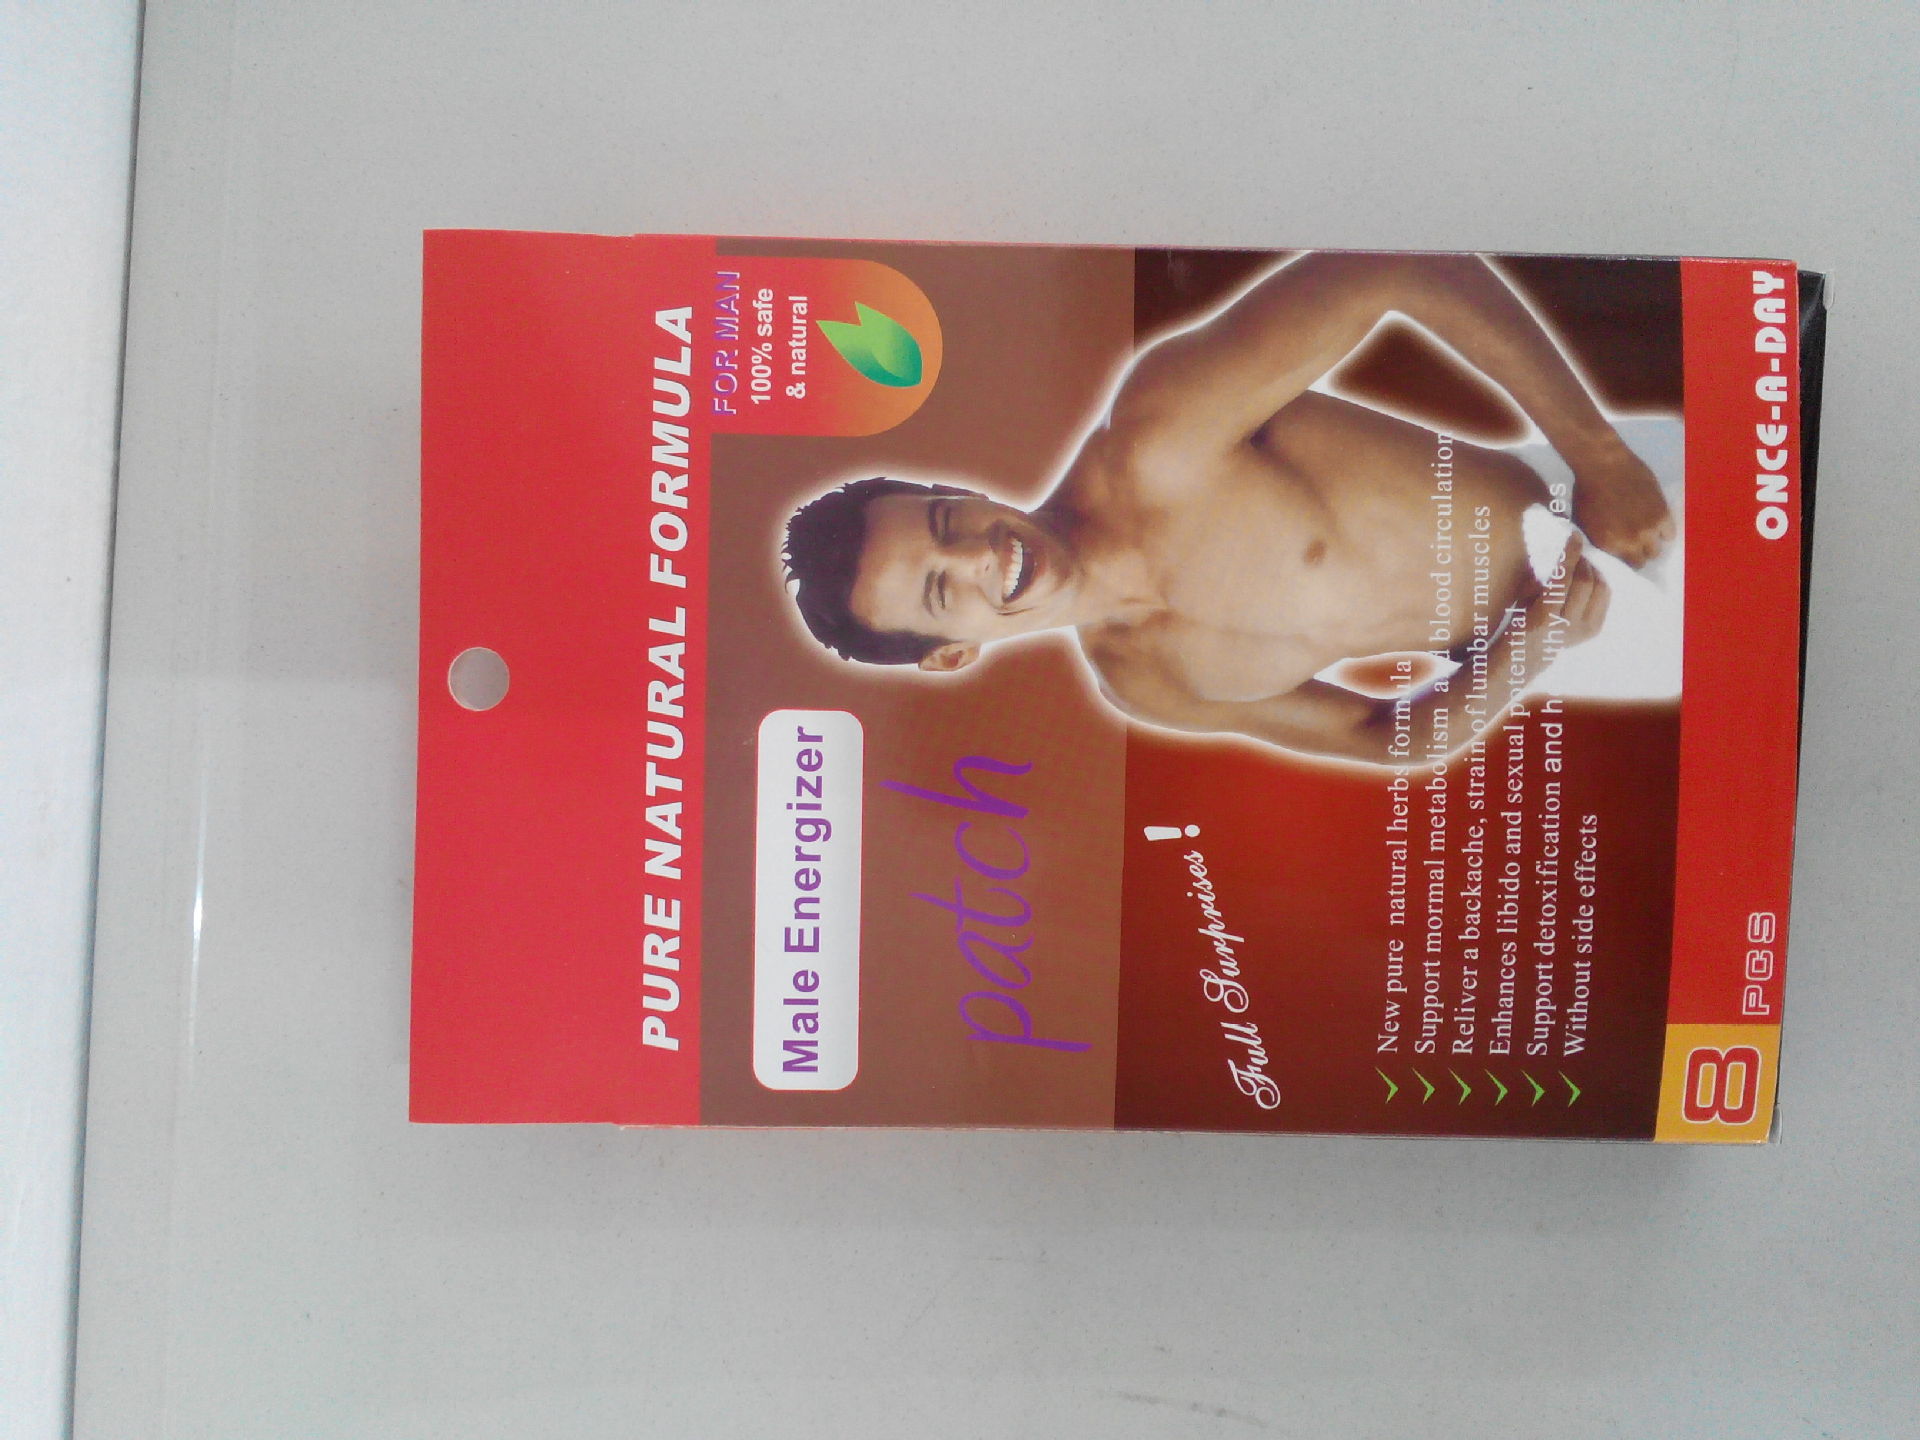 PURE NATURAL FORMULA
FOR MAN
100% safe
& natural
Male Energizer
patch
Full Surprises!
New pure natural herbs formula
Support mormal metabolism and blood circulation
Reliver a backache, strain of lumbar muscles
Enhances libido and sexual potential
Support detoxification and
Without side effects
8 PCS
ONCE-A-DAY